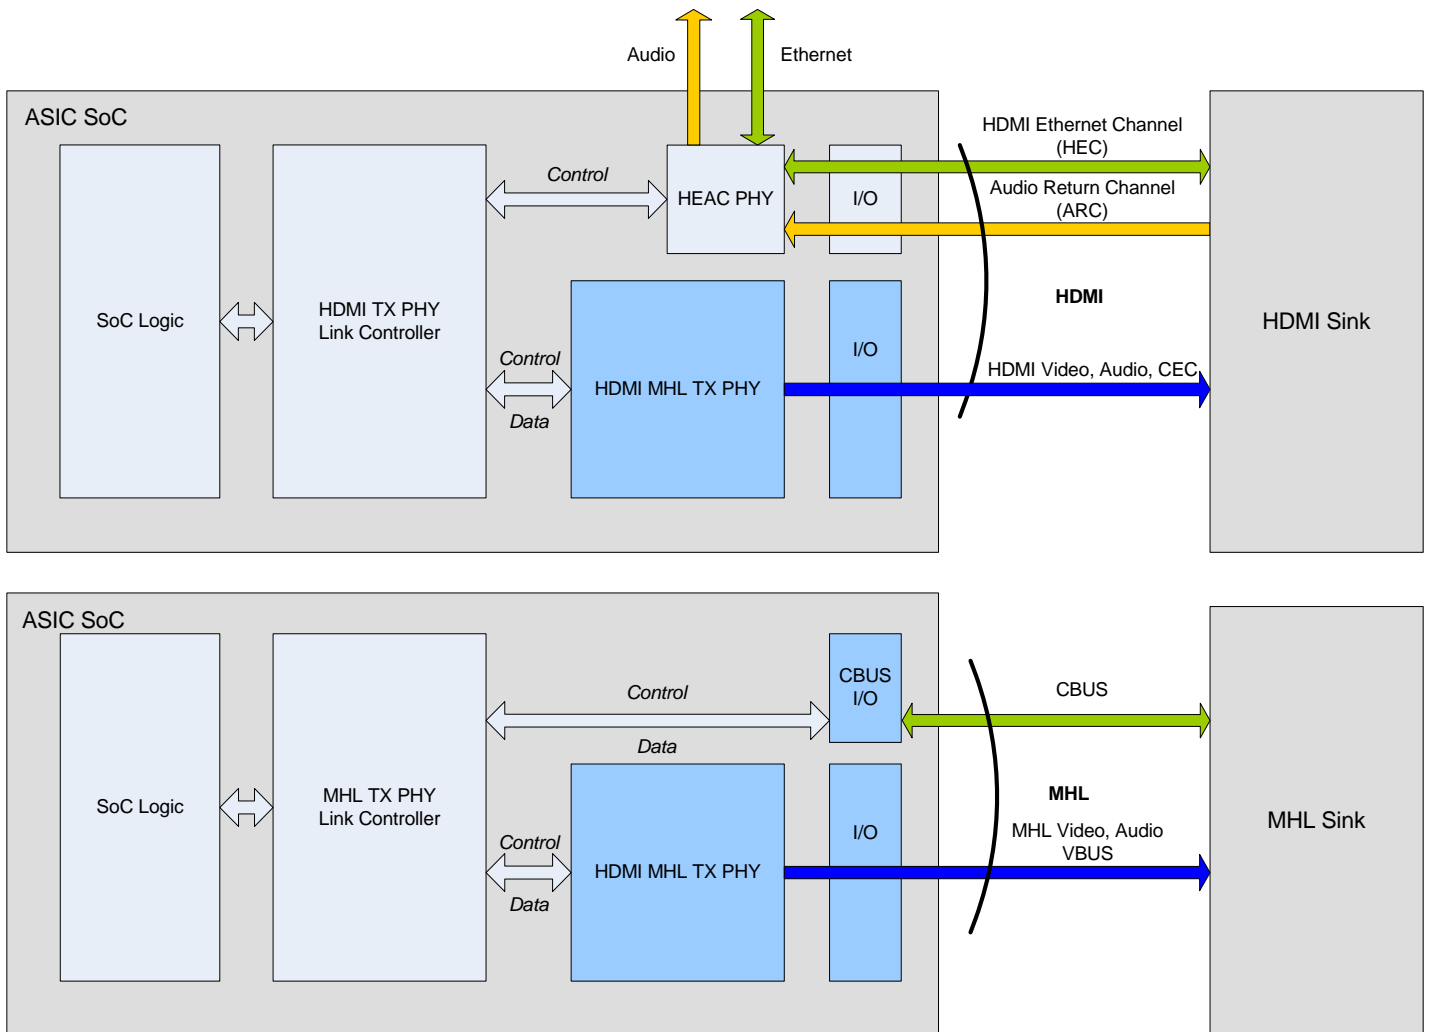 Audio
Ethernet
ASIC SoC
HDMI Ethernet Channel
(HEC)
Control
HEAC PHY
I/O
Audio Return Channel
(ARC)
SoC Logic
HDMI TX PHY
Link Controller
HDMI
HDMI Sink
I/O
Control
HDMI MHL TX PHY
HDMI Video, Audio, CEC
Data
ASIC SoC
CBUS
I/O
Control
CBUS
Data
SoC Logic
MHL TX PHY
Link Controller
MHL
MHL Sink
I/O
MHL Video, Audio
VBUS
Control
HDMI MHL TX PHY
Data